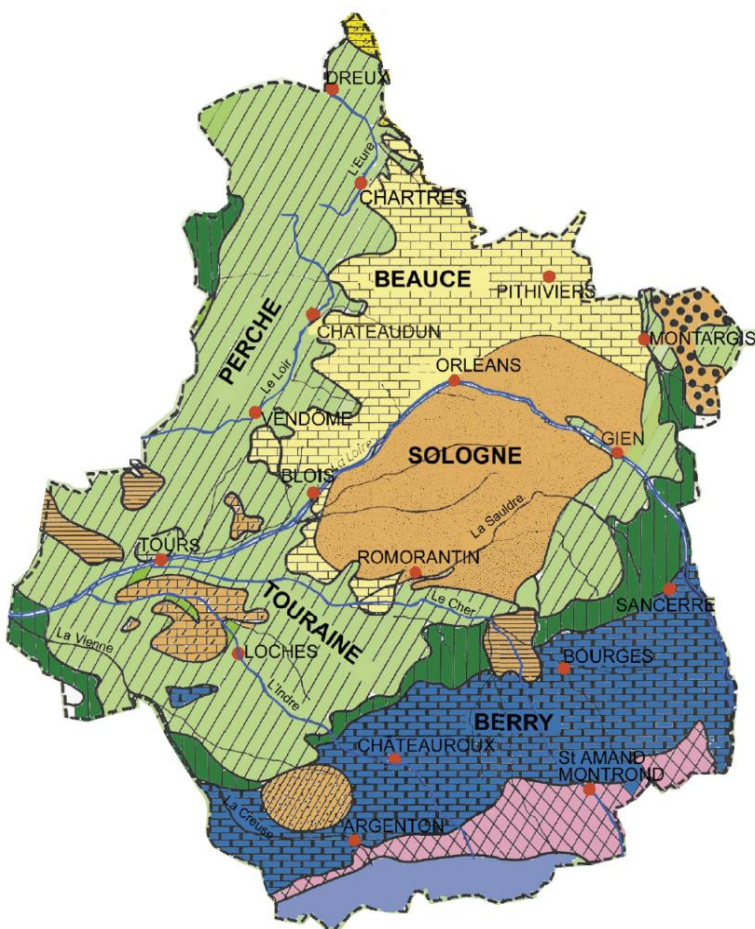 DREUX
L'Eure
CHARTRES
BEAUCE
PITHIVIERS
PERCHE
CHATEAUDUN
MONTARGIS
Le Loir
ORLEANS
VENDOME
La Loire
GIEN
SOLOGNE
BLOIS
La Sauldre
TOURS
ROMORANTIN
TOURAINE
Le Cher
SANCERRE
La Vienne
LOCHES
BOURGES
L'Indre
BERRY
CHATEAUROUX
St AMAND
MONTROND
La Creuse
ARGENTON